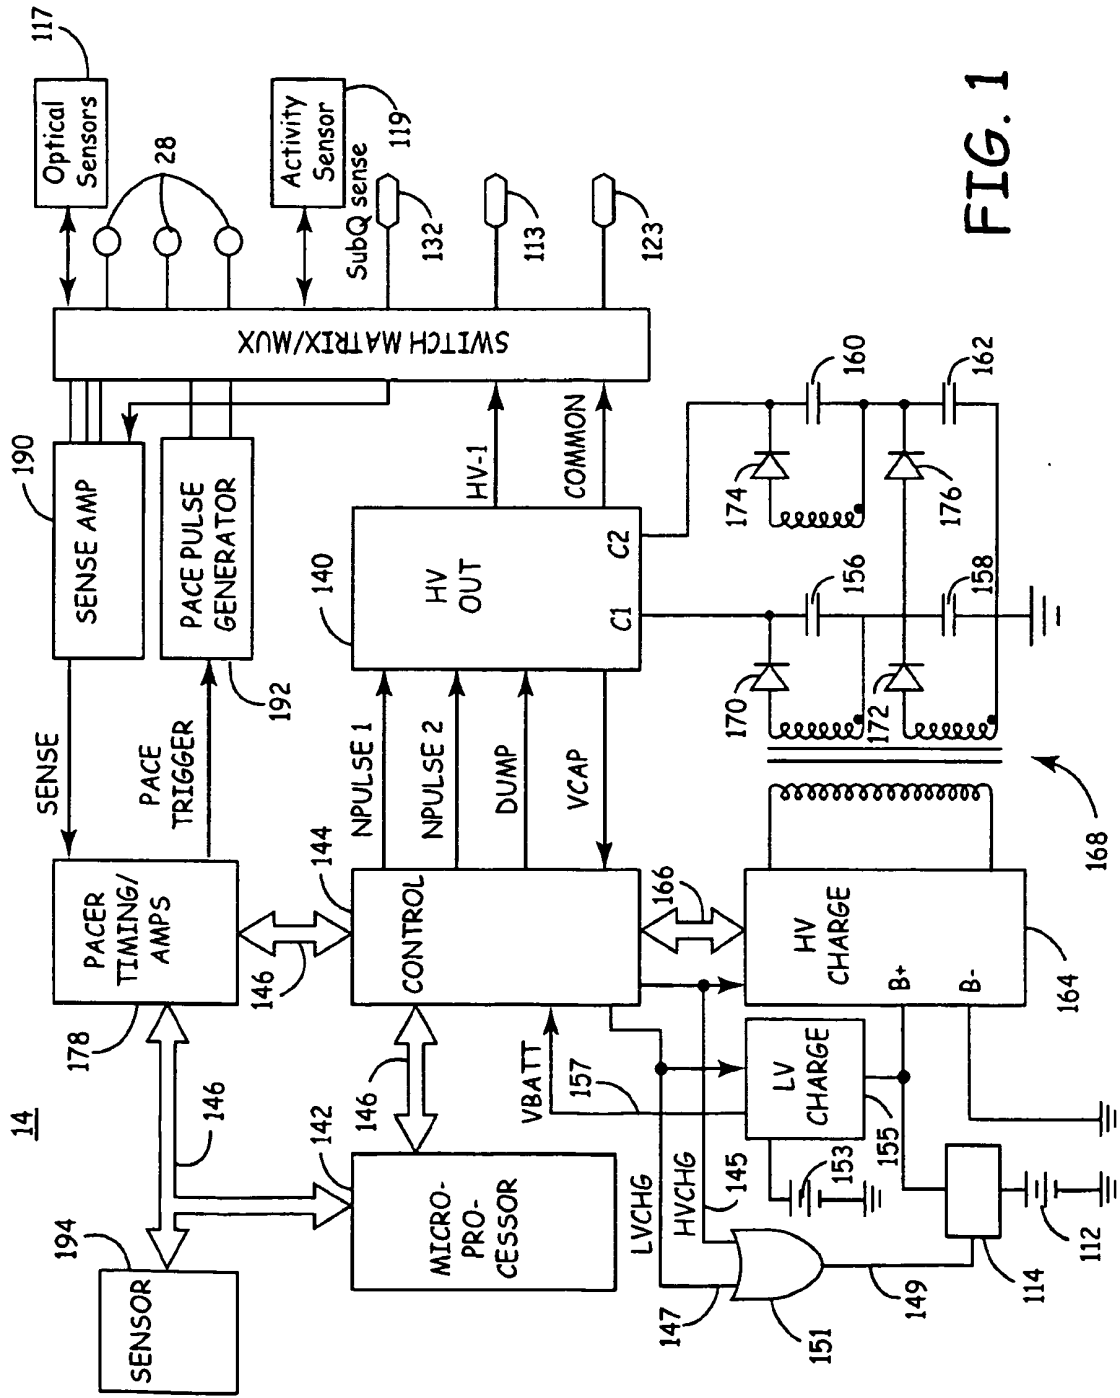 14
194
SENSOR
146
178
PACER
TIMING/
AMPS
SENSE
PACE
TRIGGER
190
SENSE AMP
PACE PULSE
GENERATOR
192
117
Optical
Sensors
28
Activity
Sensor
119
SubQ sense
132
113
123
SWITCH MATRIX/MUX
142
MICRO-
PRO-
CESSOR
146
146
144
CONTROL
NPULSE 1
NPULSE 2
DUMP
VCAP
140
HV
OUT
C1
C2
HV-1
COMMON
VBATT
157
LVCHG
HVCHG
145
147
151
149
153
155
LV
CHARGE
166
HV
CHARGE
B+
B-
164
114
112
168
170
172
156
158
174
176
160
162
FIG. 1